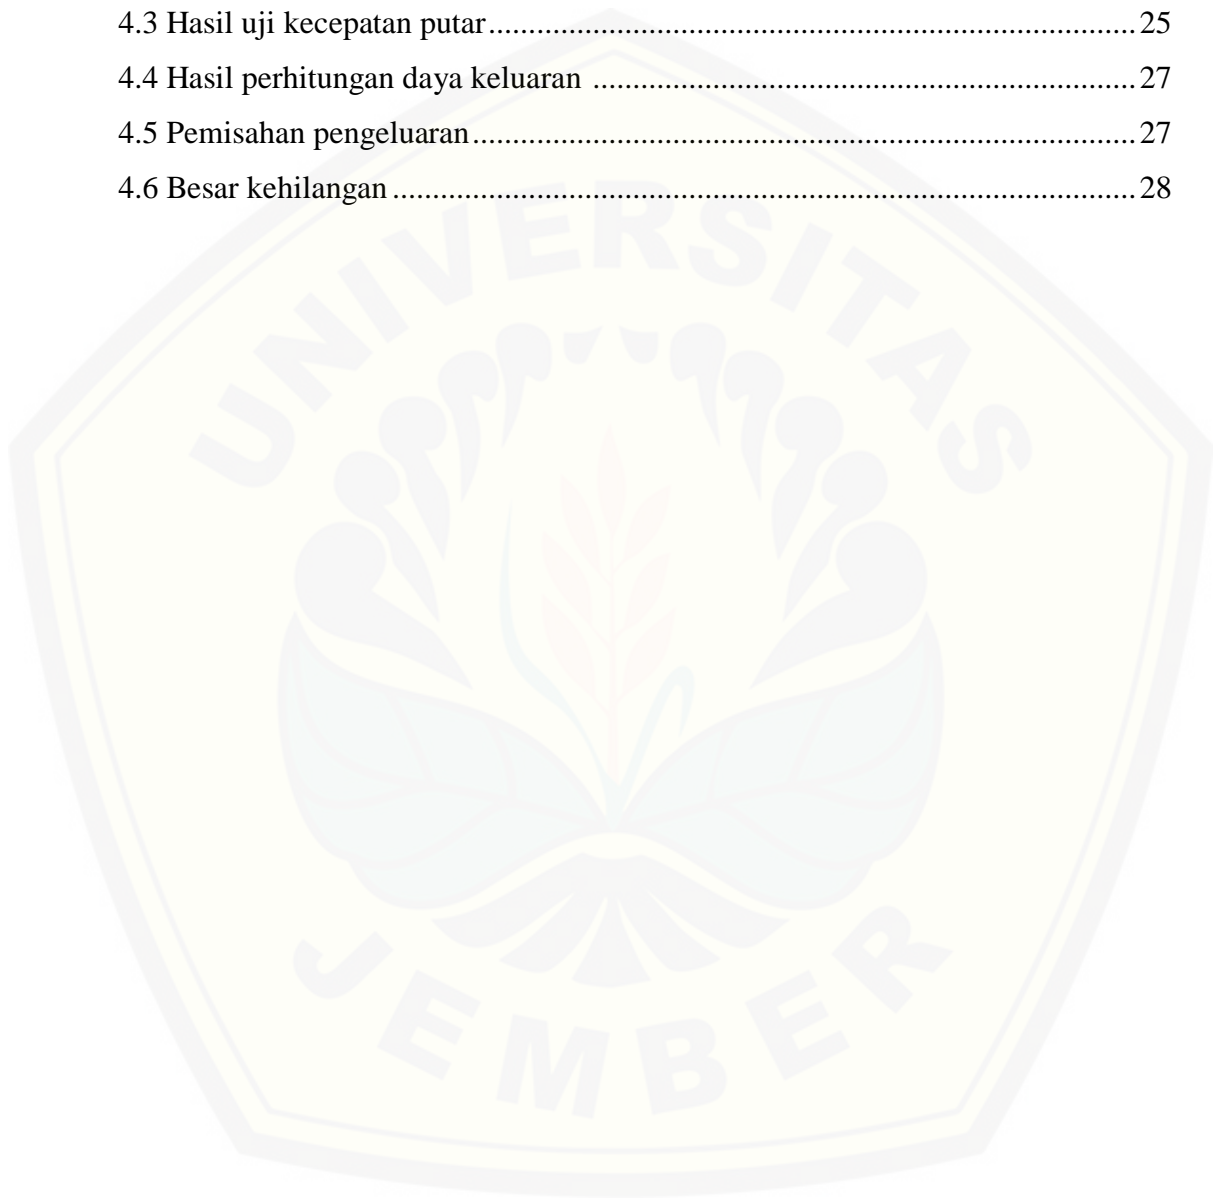 4.3 Hasil uji kecepatan putar.................................................................................25
4.4 Hasil perhitungan daya keluaran ....................................................................27
4.5 Pemisahan pengeluaran...................................................................................27
4.6 Besar kehilangan.............................................................................................28
UNIVERSITAS
JEMBER